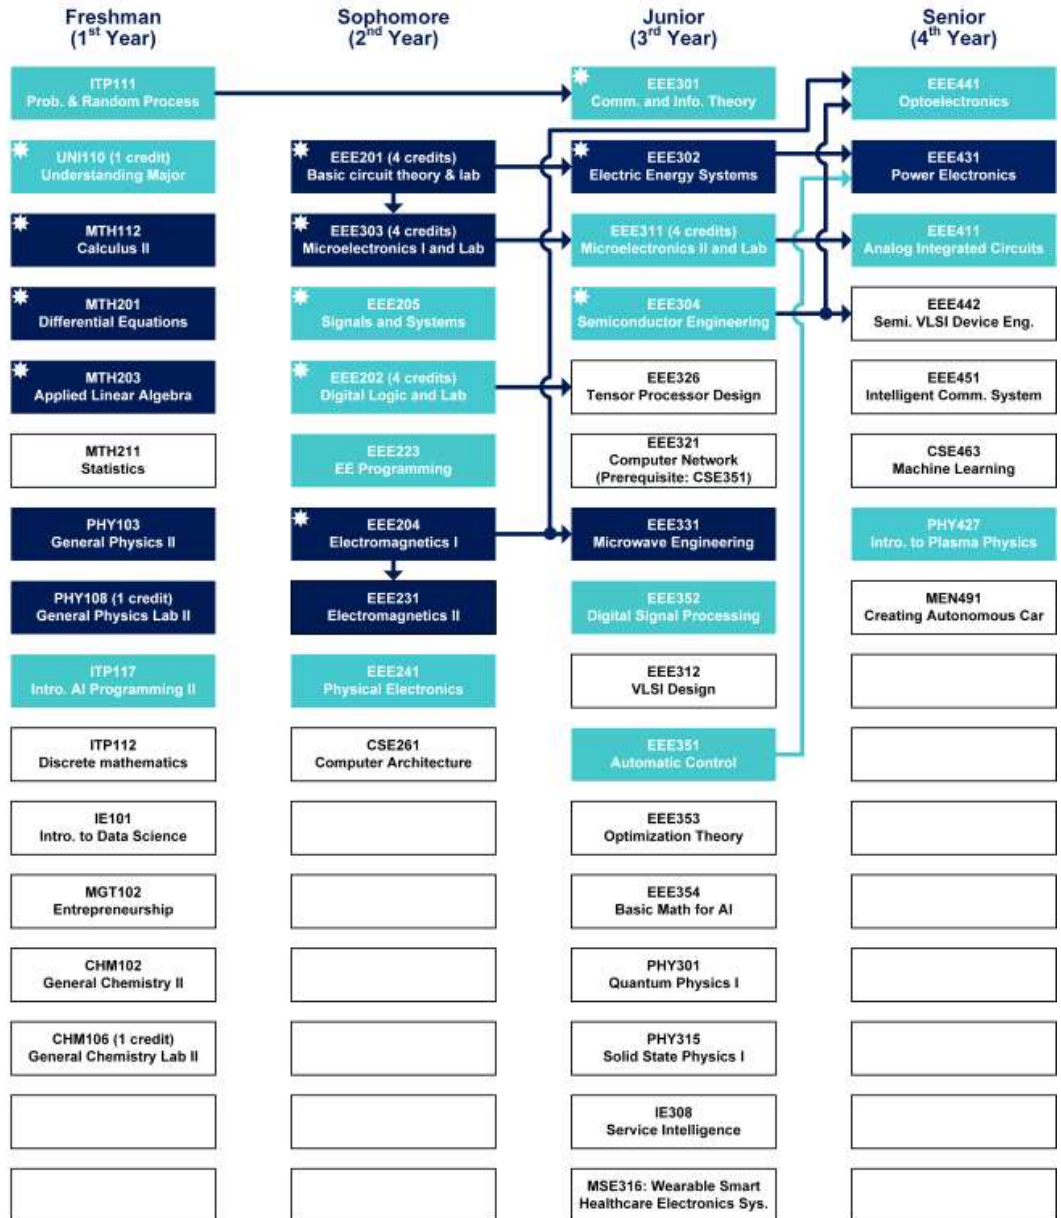 Freshman
(1st Year)
ITP111
Prob. & Random Process
UNI110 (1 credit)
Understanding Major
MTH112
Calculus II
MTH201
Differential Equations
MTH203
Applied Linear Algebra
MTH211
Statistics
PHY103
General Physics II
PHY108 (1 credit)
General Physics Lab II
ITP117
Intro. AI Programming II
ITP112
Discrete mathematics
IE101
Intro. to Data Science
MGT102
Entrepreneurship
CHM102
General Chemistry II
CHM106 (1 credit)
General Chemistry Lab II
Sophomore
(2nd Year)
EEE201 (4 credits)
Basic circuit theory & lab
EEE303 (4 credits)
Microelectronics I and Lab
EEE205
Signals and Systems
EEE202 (4 credits)
Digital Logic and Lab
EEE223
EE Programming
EEE204
Electromagnetics I
EEE231
Electromagnetics II
EEE241
Physical Electronics
CSE261
Computer Architecture
Junior
(3rd Year)
EEE301
Comm. and Info. Theory
EEE302
Electric Energy Systems
EEE311 (4 credits)
Microelectronics II and Lab
EEE304
Semiconductor Engineering
EEE326
Tensor Processor Design
EEE321
Computer Network
(Prerequisite: CSE351)
EEE331
Microwave Engineering
EEE352
Digital Signal Processing
EEE312
VLSI Design
EEE351
Automatic Control
EEE353
Optimization Theory
EEE354
Basic Math for AI
PHY301
Quantum Physics I
PHY315
Solid State Physics I
IE308
Service Intelligence
MSE316: Wearable Smart
Healthcare Electronics Sys.
Senior
(4th Year)
EEE441
Optoelectronics
EEE431
Power Electronics
EEE411
Analog Integrated Circuits
EEE442
Semi. VLSI Device Eng.
EEE451
Intelligent Comm. System
CSE463
Machine Learning
PHY427
Intro. to Plasma Physics
MEN491
Creating Autonomous Car